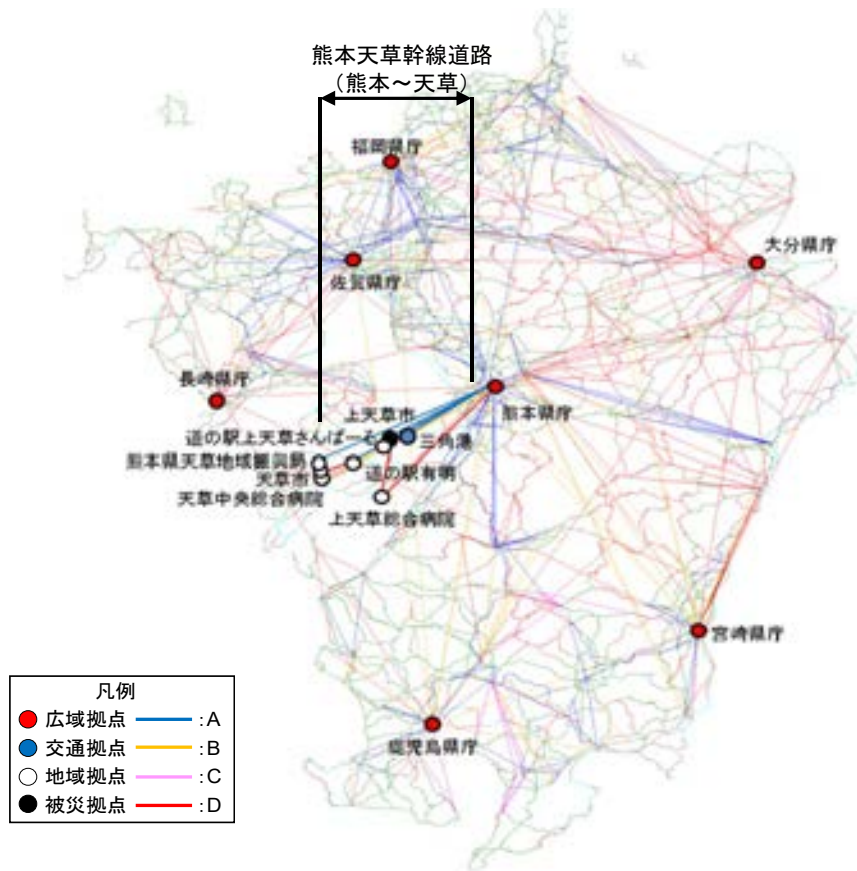 熊本天草幹線道路
（熊本～天草）
福岡県庁
大分県庁
佐賀県庁
長崎県庁
熊本県庁
上天草市
三角港
道の駅上天草さんぱーる
熊本県天草地域振興局
道の駅有明
天草市
天草中央総合病院
上天草総合病院
宮崎県庁
鹿児島県庁
凡例
広域拠点 :A
交通拠点 :B
地域拠点 :C
被災拠点 :D